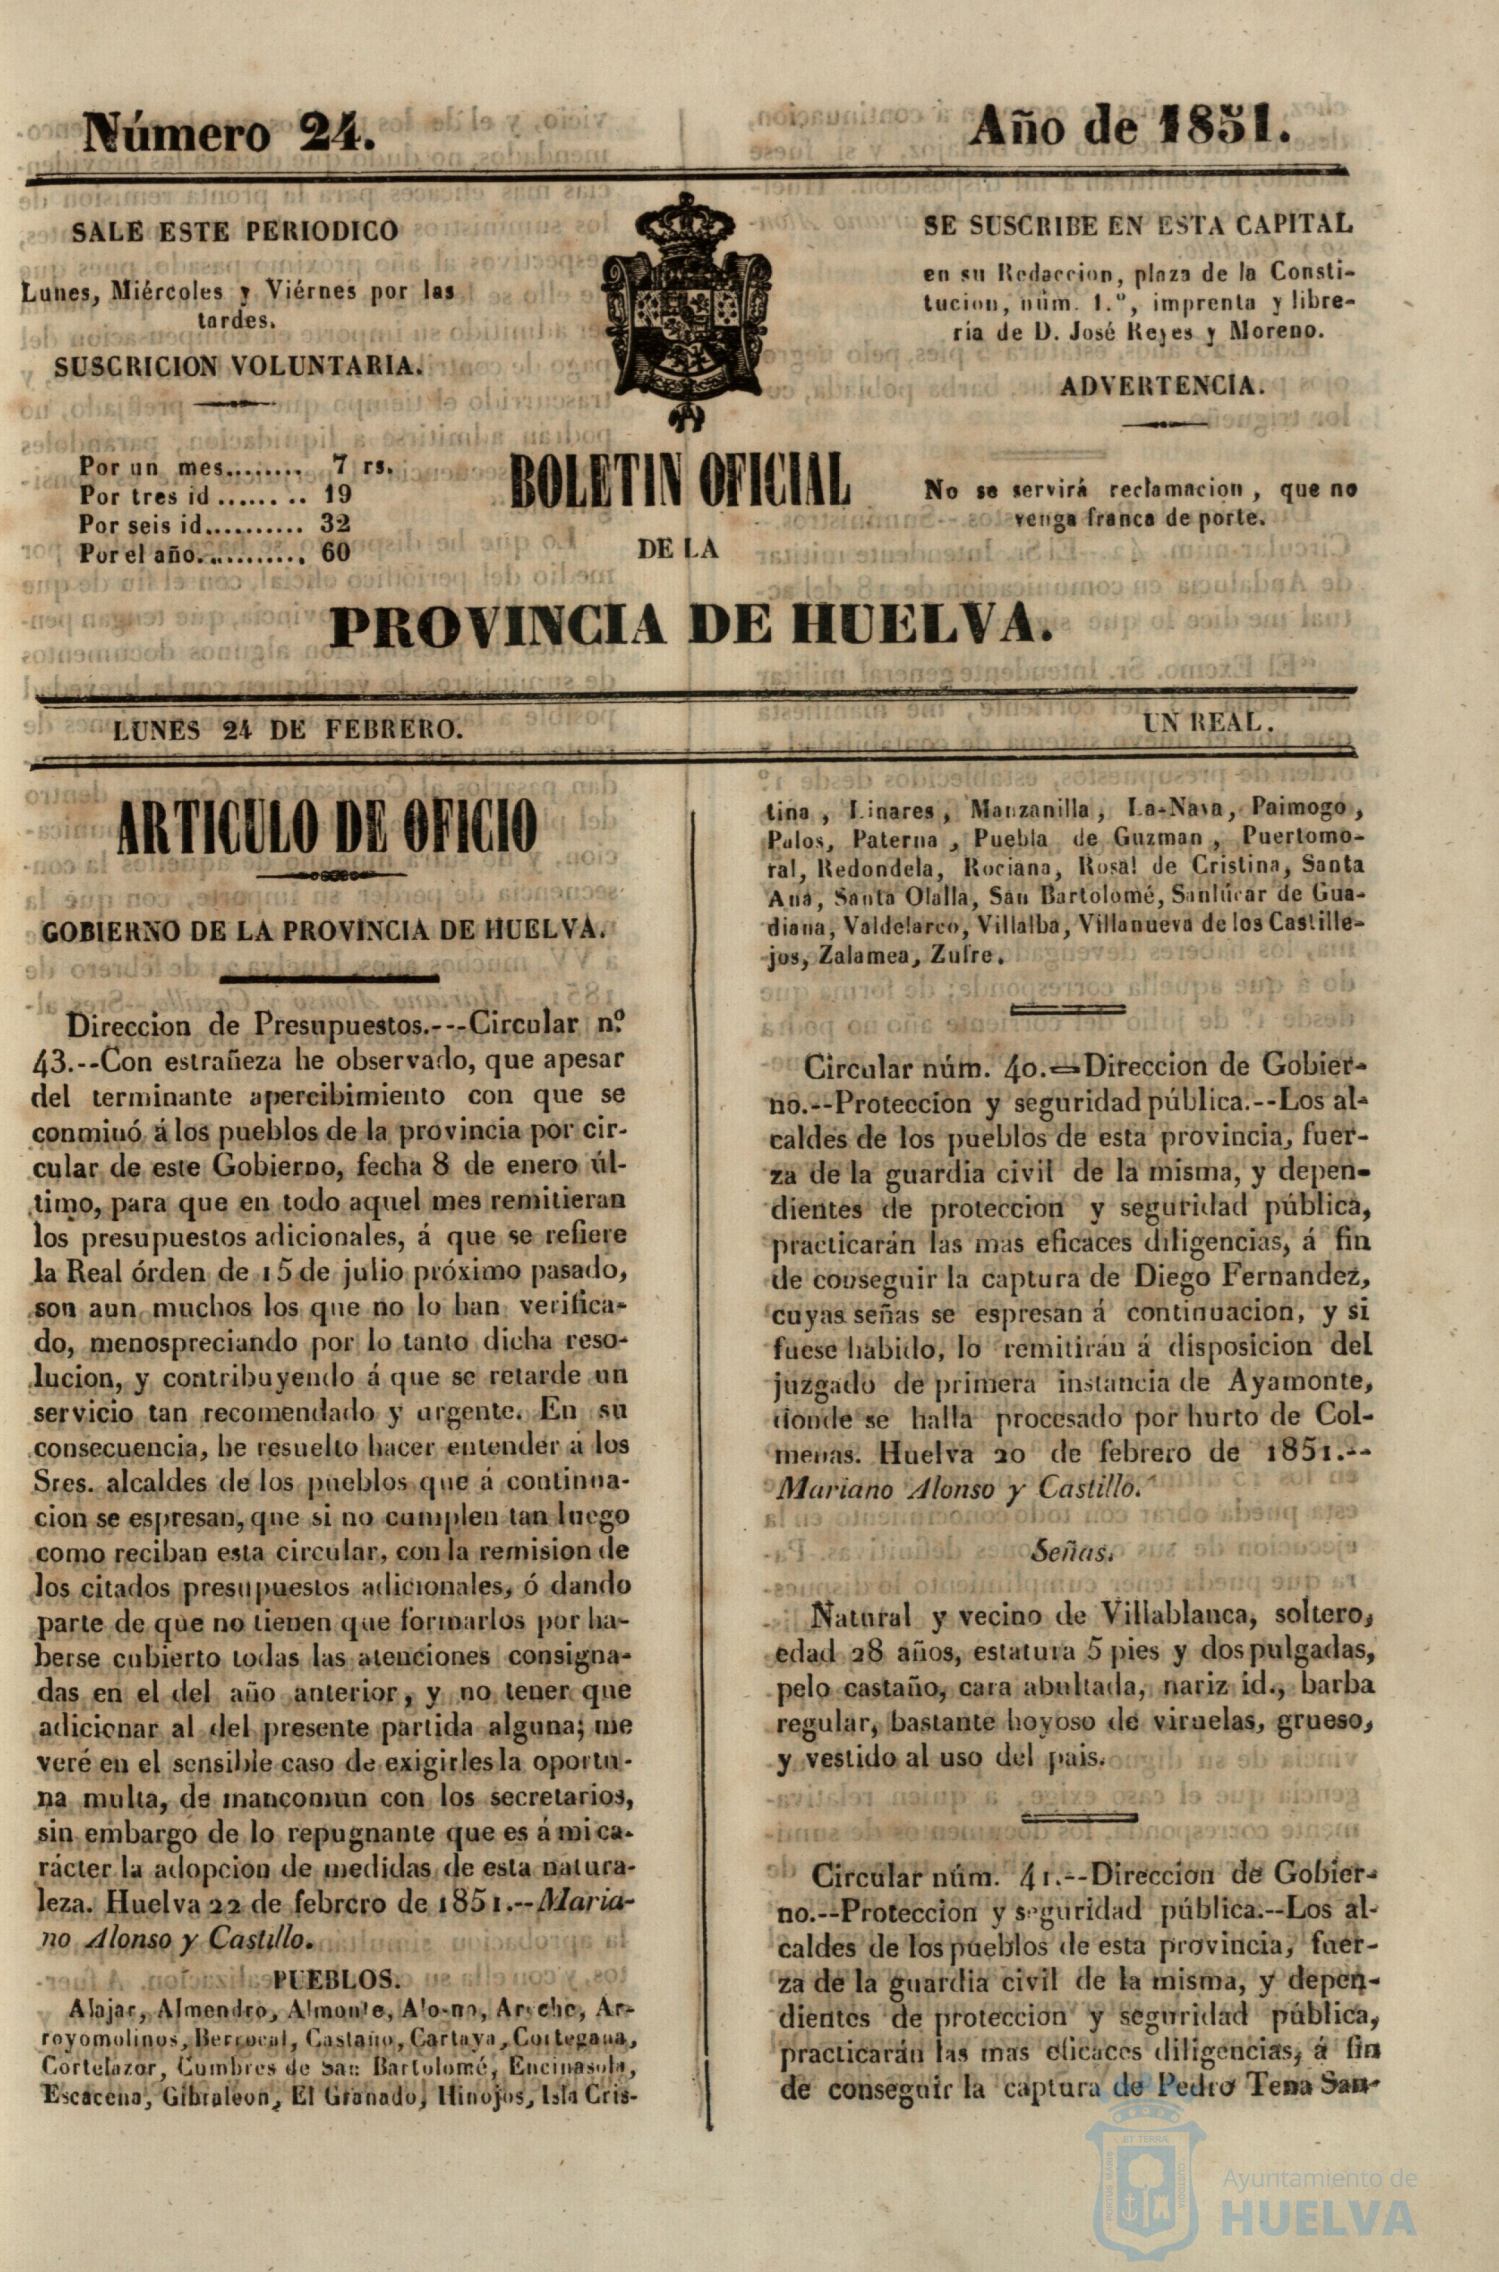 Número 24.
Año de 1851.
SALE ESTE PERIODICO
Lunes, Miércoles y Viérnes por las
tardes.
SUSCRICION VOLUNTARIA.
Por un mes........ 7 rs.
Por tres id ....... .. 19
Por seis id.......... 32
Por el año........... 60
SE SUSCRIBE EN ESTA CAPITAL
en su Redaccion, plaza de la Consti-
tucion, núm. 1.º, imprenta y libre-
ria de D. José Reyes y Moreno.
ADVERTENCIA.
No se servirá reclamacion, que no
venga franca de porte.
BOLETIN OFICIAL
DE LA
PROVINCIA DE HUELVA.
LUNES 24 DE FEBRERO.
UN REAL.
ARTICULO DE OFICIO
GOBIERNO DE LA PROVINCIA DE HUELVA.
Direccion de Presupuestos.---Circular n.º
43.--Con estrañeza he observado, que apesar
del terminante apercibimiento con que se
conminó á los pueblos de la provincia por cir-
cular de este Gobierno, fecha 8 de enero úl-
timo, para que en todo aquel mes remitieran
los presupuestos adicionales, á que se refiere
la Real órden de 15 de julio próximo pasado,
son aun muchos los que no lo han verifica-
do, menospreciando por lo tanto dicha reso-
lucion, y contribuyendo á que se retarde un
servicio tan recomendado y urgente. En su
consecuencia, he resuelto hacer entender á los
Sres. alcaldes de los pueblos que á continua-
cion se espresan, que si no cumplen tan luego
como reciban esta circular, con la remision de
los citados presupuestos adicionales, ó dando
parte de que no tienen que formarlos por ha-
berse cubierto todas las atenciones consigna-
das en el del año anterior, y no tener que
adicionar al del presente partida alguna; me
veré en el sensible caso de exigirles la oportu-
na multa, de mancomun con los secretarios,
sin embargo de lo repugnante que es á mi ca-
rácter la adopcion de medidas de esta natura-
leza. Huelva 22 de febrero de 1851.--Maria-
no Alonso y Castillo.
PUEBLOS.
Alajar, Almendro, Almonte, Alosno, Aroche, Ar-
royomolinos, Berrocal, Castaño, Cartaya, Cortegana,
Cortelazor, Cumbres de San Bartolomé, Encinasola,
Escacena, Gibraleon, El Granado, Hinojos, Isla Cris-
tina, Linares, Manzanilla, La-Nava, Paimogo,
Palos, Paterna, Puebla de Guzman, Puertomo-
ral, Redondela, Rociana, Rosal de Cristina, Santa
Ana, Santa Olalla, San Bartolomé, Sanlúcar de Gua-
diana, Valdelarco, Villalba, Villanueva de los Castille-
jos, Zalamea, Zufre.
Circular núm. 40.=Direccion de Gobier-
no.--Proteccion y seguridad pública.--Los al-
caldes de los pueblos de esta provincia, fuer-
za de la guardia civil de la misma, y depen-
dientes de proteccion y seguridad pública,
practicarán las mas eficaces diligencias, á fin
de conseguir la captura de Diego Fernandez,
cuyas señas se espresan á continuacion, y si
fuese habido, lo remitirán á disposicion del
juzgado de primera instancia de Ayamonte,
donde se halla procesado por hurto de Col-
menas. Huelva 20 de febrero de 1851.--
Mariano Alonso y Castillo.
Señas.
Natural y vecino de Villablanca, soltero,
edad 28 años, estatura 5 pies y dos pulgadas,
pelo castaño, cara abultada, nariz id., barba
regular, bastante hoyoso de viruelas, grueso,
y vestido al uso del pais.
Circular núm. 41.--Direccion de Gobier-
no.--Proteccion y seguridad pública.--Los al-
caldes de los pueblos de esta provincia, fuer-
za de la guardia civil de la misma, y depen-
dientes de proteccion y seguridad pública,
practicarán las mas eficaces diligencias, á fin
de conseguir la captura de Pedro Tena San-
Ayuntamiento de
HUELVA